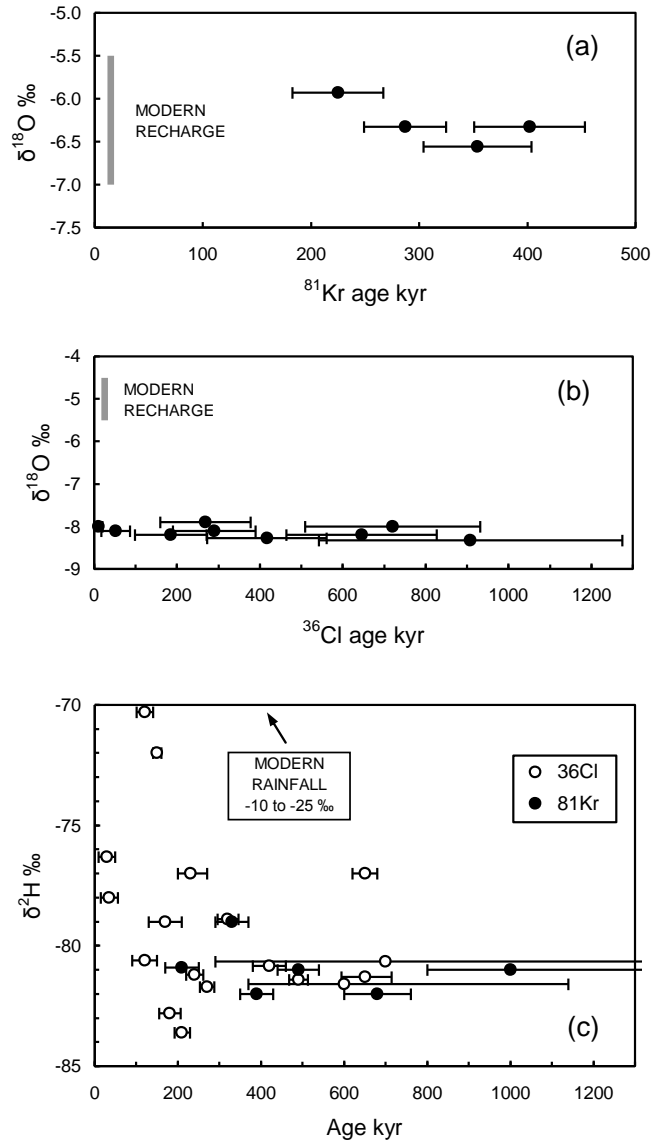 (a)
-5.0
-5.5
-6.0
-6.5
-7.0
-7.5
δ¹⁸O ‰
MODERN
RECHARGE
0 100 200 300 400 500
⁸¹Kr age kyr
(b)
-4
-5
-6
-7
-8
-9
δ¹⁸O ‰
MODERN
RECHARGE
0 200 400 600 800 1000 1200
³⁶Cl age kyr
-70
-75
-80
-85
δ²H ‰
MODERN
RAINFALL
-10 to -25 ‰
36Cl
81Kr
(c)
0 200 400 600 800 1000 1200
Age kyr